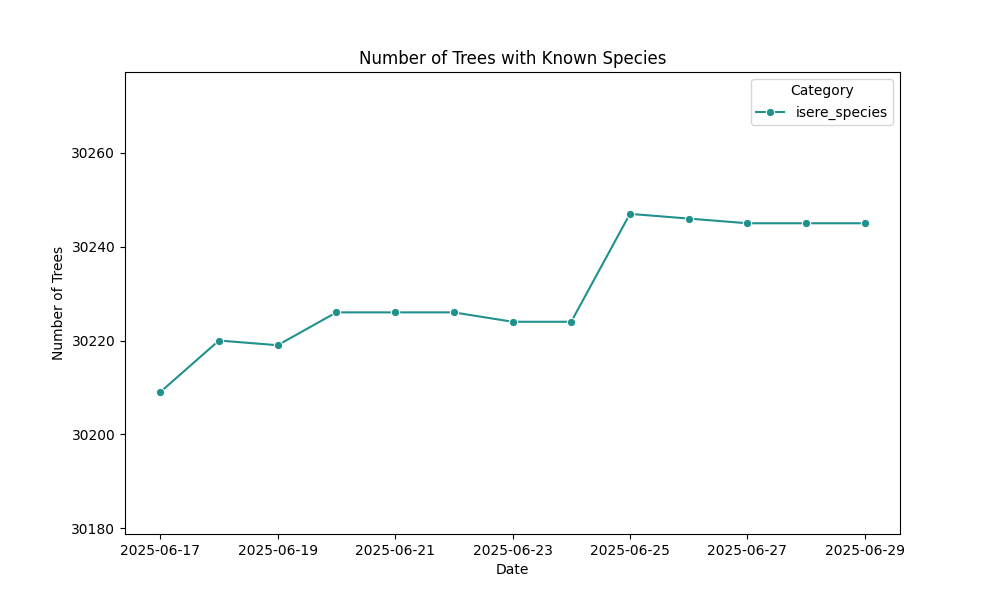 Number of Trees with Known Species
Category
isere_species
Number of Trees
30260
30240
30220
30200
30180
2025-06-17
2025-06-19
2025-06-21
2025-06-23
2025-06-25
2025-06-27
2025-06-29
Date